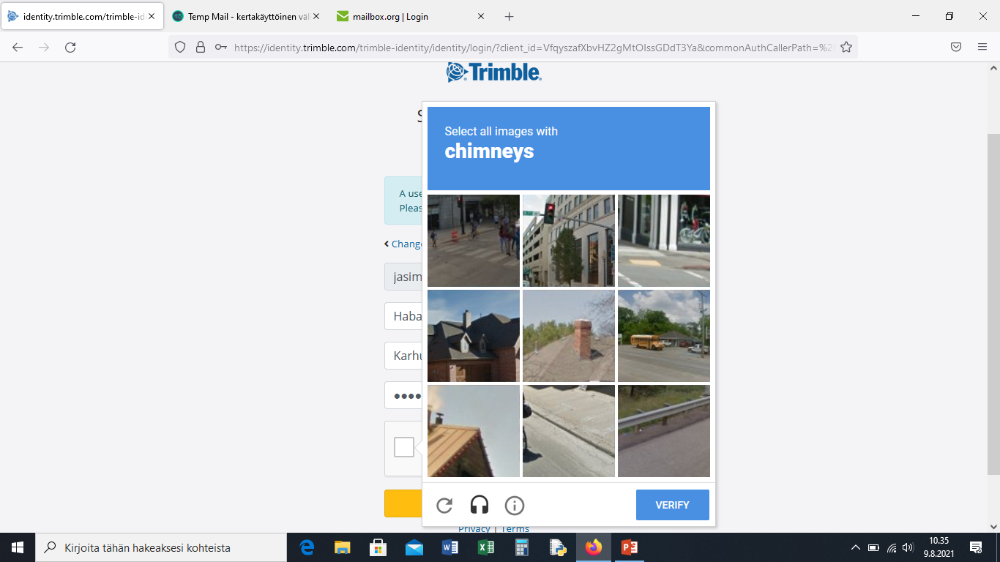 identity.trimble.com/trimble-id
Temp Mail - kertakäyttöinen väli
mailbox.org | Login
https://identity.trimble.com/trimble-identity/identity/login/?client_id=VfqyszafXbvHZ2gMtOIssGDdT3Ya&commonAuthCallerPath=%2
Trimble
S
Select all images with
chimneys
A use
Pleas
Change
jasim
Haba
Karhu
VERIFY
Privacy | Terms
Kirjoita tähän hakeaksesi kohteista
10.35
9.8.2021